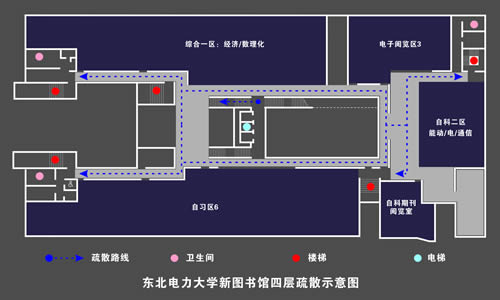 综合一区：经济/数理化
电子阅览区3
自科二区
能动/电/通信
自习区6
自科期刊
阅览室
疏散路线
卫生间
楼梯
电梯
东北电力大学新图书馆四层疏散示意图